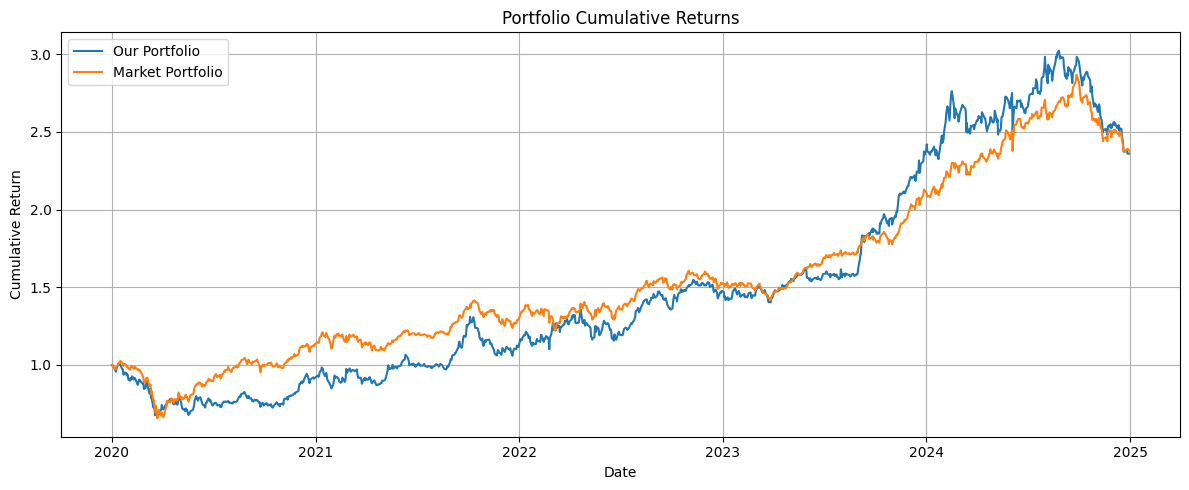 Portfolio Cumulative Returns
Our Portfolio
Market Portfolio
Cumulative Return
3.0
2.5
2.0
1.5
1.0
2020 2021 2022 2023 2024 2025
Date